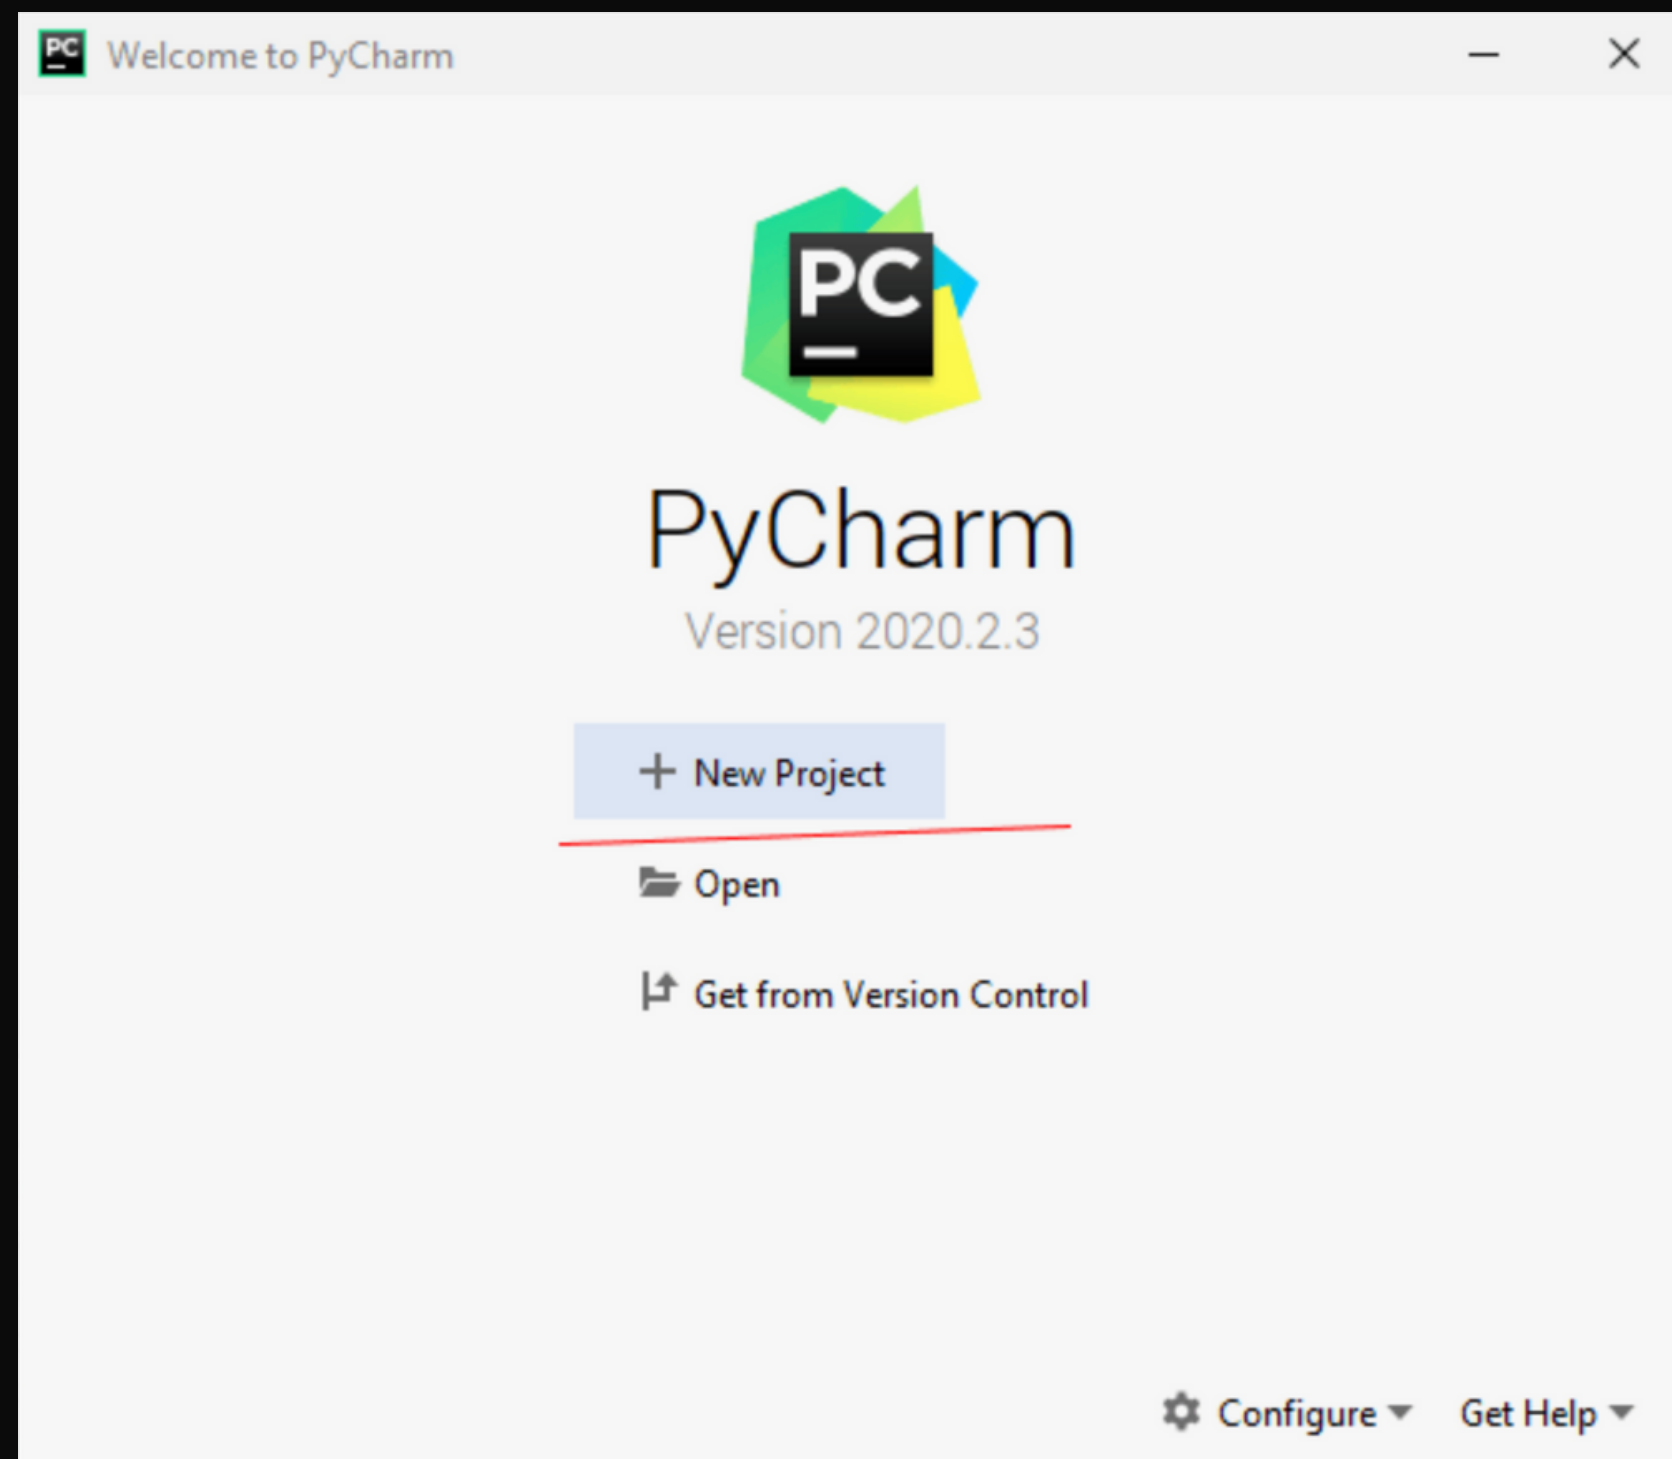 PC Welcome to PyCharm
PC
PyCharm
Version 2020.2.3
New Project
Open
Get from Version Control
Configure Get Help